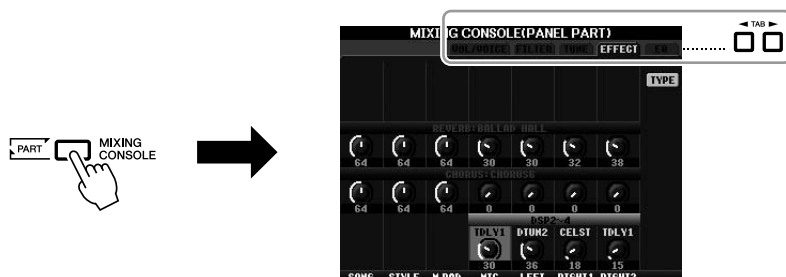 PART
MIXING
CONSOLE
MIXING CONSOLE(PANEL PART)
VOL/VOICE FILTER TUNE EFFECT EQ
◄ TAB ►
TYPE
REVERB:BALLAD HALL
64 64 64 30 30 32 38
CHORUS:CHORUS6
64 64 64 0 0 0 0
DSP2~4
TDLY1 DTUN2 CELST TDLY1
30 36 18 15
SONG STYLE M.PAD MIC LEFT RIGHT1 RIGHT2